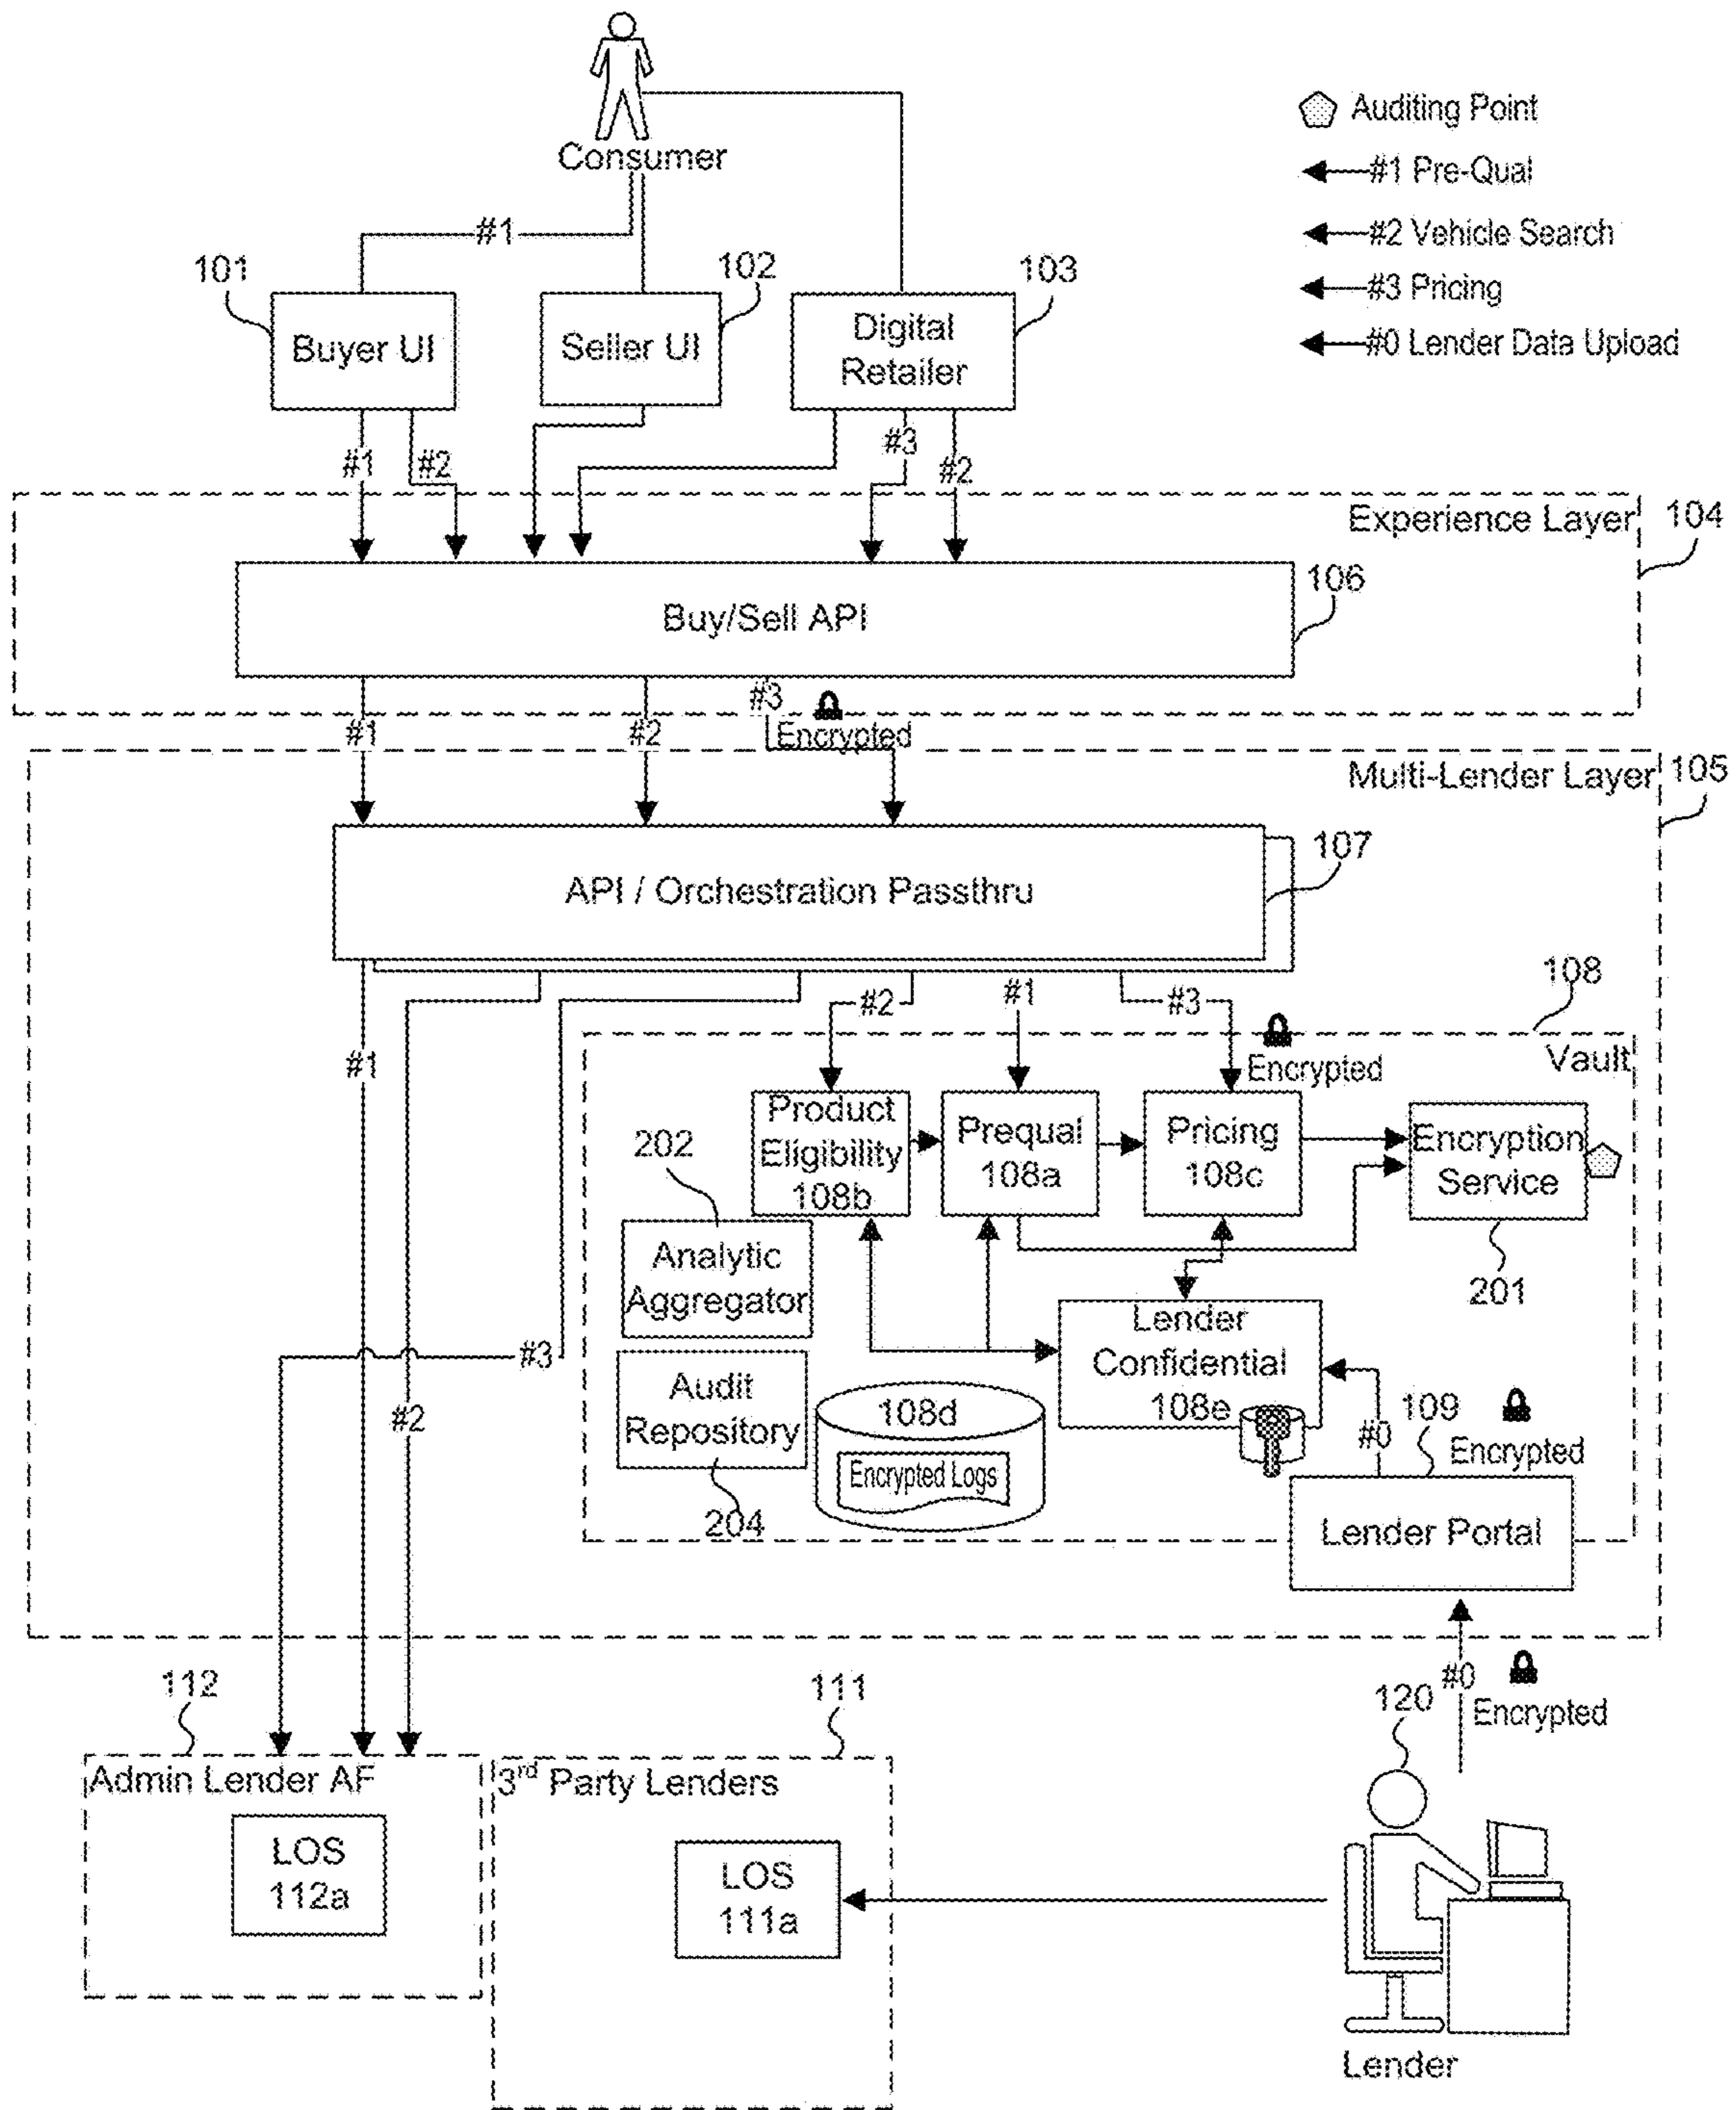 Consumer
Auditing Point
#1 Pre-Qual
#2 Vehicle Search
#3 Pricing
#0 Lender Data Upload
#1
101
102
103
Buyer UI
Seller UI
Digital
Retailer
#1
#2
#3
#2
Experience Layer
104
106
Buy/Sell API
#3
#1
#2
Encrypted
Multi-Lender Layer
105
107
API / Orchestration Passthru
108
#2
#1
#3
#1
Vault
Encrypted
Product
Eligibility
108b
Prequal
108a
Pricing
108c
Encryption
Service
201
202
Analytic
Aggregator
Lender
Confidential
108e
#3
Audit
Repository
204
108d
Encrypted Logs
#2
#0
109
Encrypted
Lender Portal
112
111
120
#0
Encrypted
Admin Lender AF
LOS
112a
3rd Party Lenders
LOS
111a
Lender